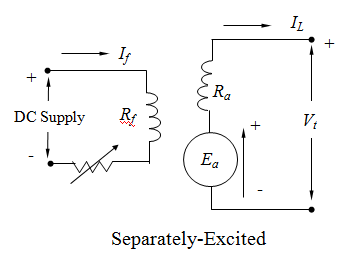 I_f
I_L
+
+
R_a
DC Supply
R_f
+
V_t
E_a
-
-
Separately-Excited